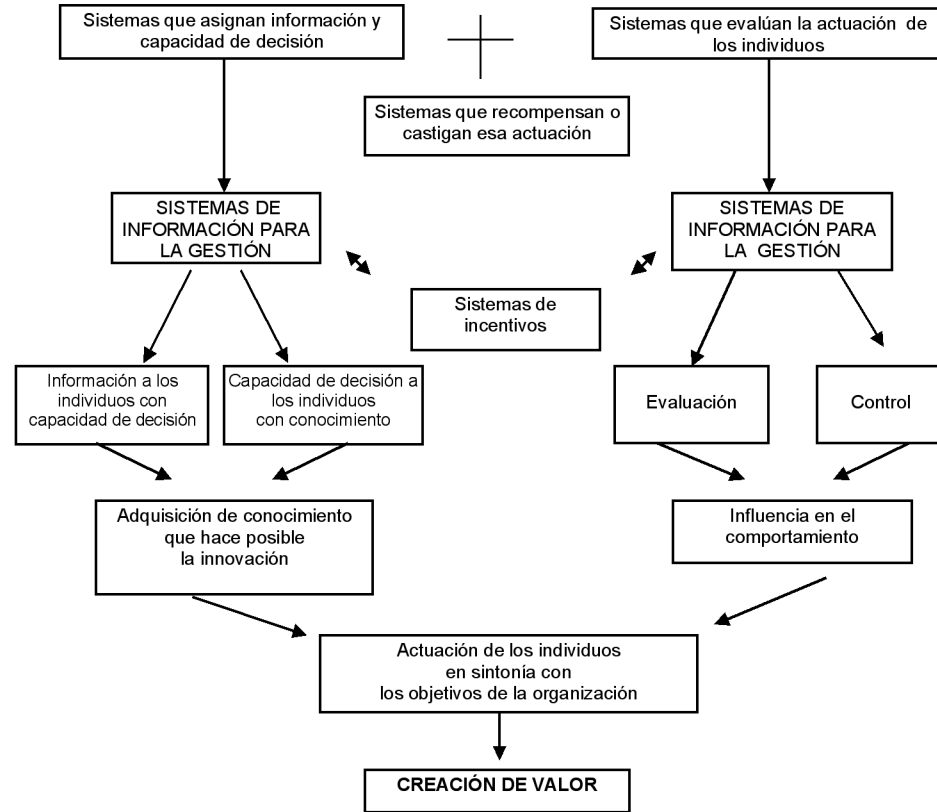 Sistemas que asignan información y
capacidad de decisión
Sistemas que evalúan la actuación de
los individuos
Sistemas que recompensan o
castigan esa actuación
SISTEMAS DE
INFORMACIÓN PARA
LA GESTIÓN
SISTEMAS DE
INFORMACIÓN PARA
LA GESTIÓN
Sistemas de
incentivos
Información a los
individuos con
capacidad de decisión
Capacidad de decisión a
los individuos
con conocimiento
Evaluación
Control
Adquisición de conocimiento
que hace posible
la innovación
Influencia en el
comportamiento
Actuación de los individuos
en sintonía con
los objetivos de la organización
CREACIÓN DE VALOR